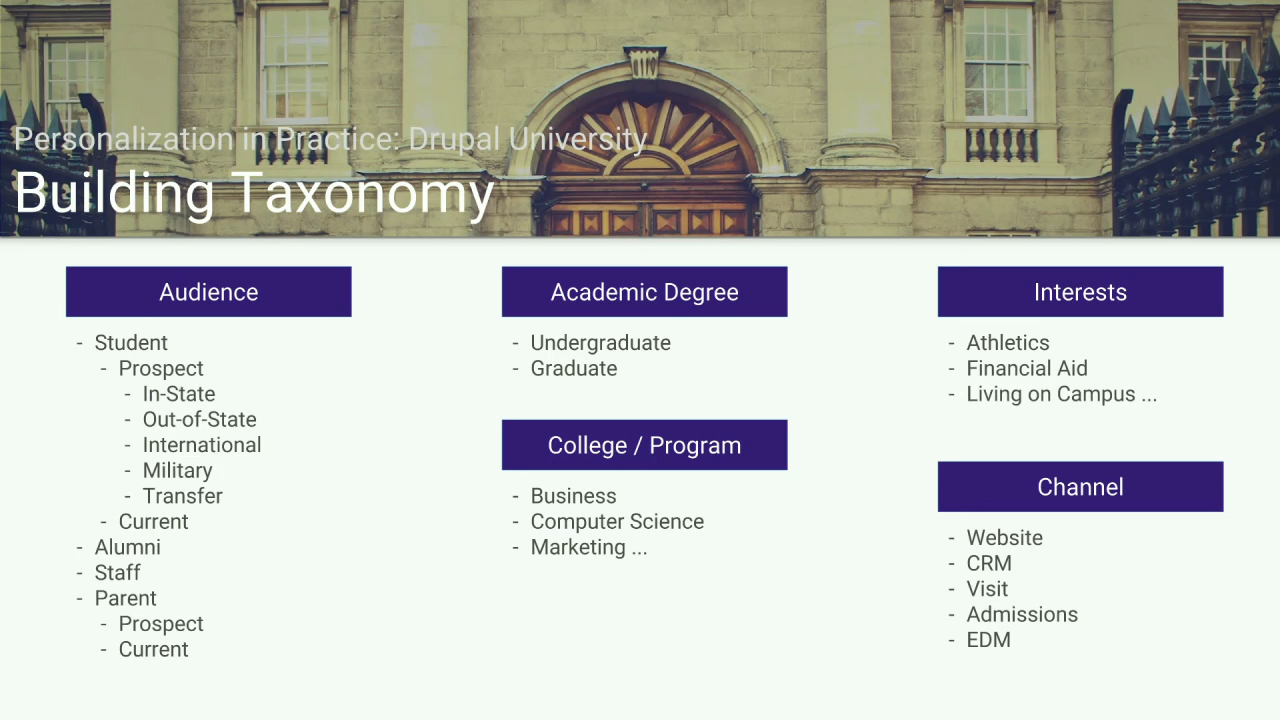 Personalization in Practice: Drupal University
Building Taxonomy
Audience
- Student
- Prospect
- In-State
- Out-of-State
- International
- Military
- Transfer
- Current
- Alumni
- Staff
- Parent
- Prospect
- Current
Academic Degree
- Undergraduate
- Graduate
College / Program
- Business
- Computer Science
- Marketing ...
Interests
- Athletics
- Financial Aid
- Living on Campus ...
Channel
- Website
- CRM
- Visit
- Admissions
- EDM